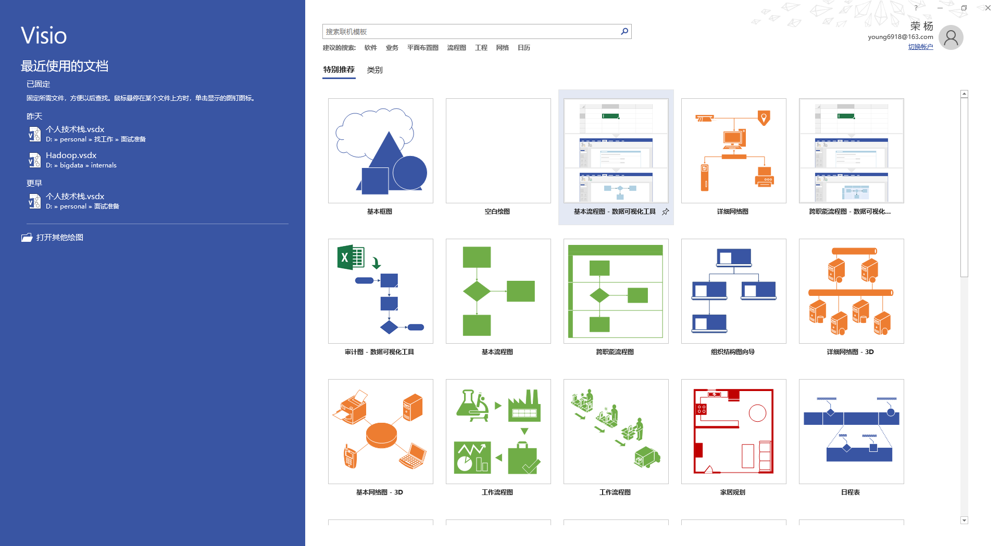 Visio
最近使用的文档
已固定
固定所需文件，方便以后查找。鼠标悬停在某个文件上方时，单击显示的图钉图标。
昨天
个人技术栈.vsdx
D: » personal » 找工作 » 面试准备
Hadoop.vsdx
D: » bigdata » internals
更早
个人技术栈.vsdx
D: » personal » 面试准备
打开其他绘图
?
荣 杨
young6918@163.com
切换帐户
搜索联机模板
建议的搜索: 软件 业务 平面布置图 流程图 工程 网络 日历
特别推荐 类别
基本框图 空白绘图 基本流程图 - 数据可视化工具 详细网络图 跨职能流程图 - 数据可视化...
X
审计图 - 数据可视化工具 基本流程图 跨职能流程图 组织结构图向导 详细网络图 - 3D
基本网络图 - 3D 工作流程图 工作流程图 家居规划 日程表